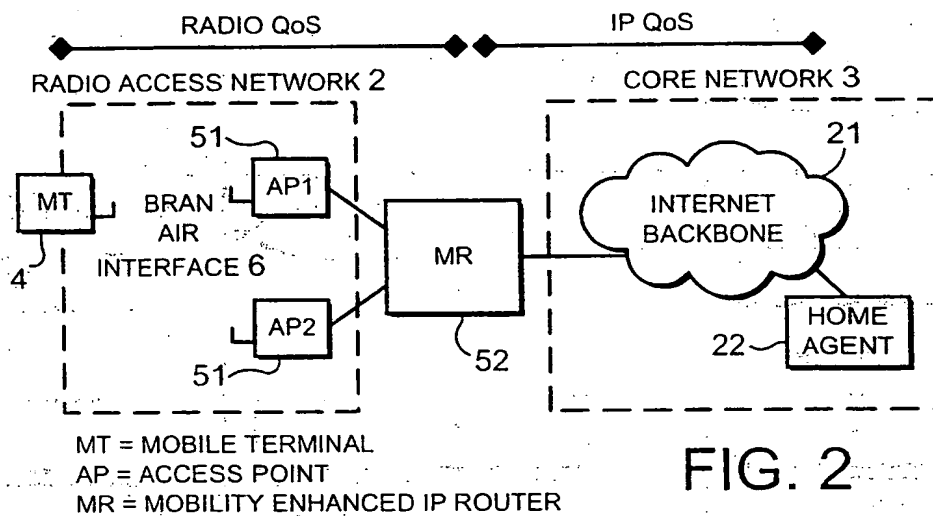 RADIO QoS
IP QoS
RADIO ACCESS NETWORK 2
CORE NETWORK 3
51
21
MT
AP1
BRAN
AIR
INTERFACE 6
4
MR
INTERNET
BACKBONE
AP2
51
52
22
HOME
AGENT
MT = MOBILE TERMINAL
AP = ACCESS POINT
MR = MOBILITY ENHANCED IP ROUTER
FIG. 2